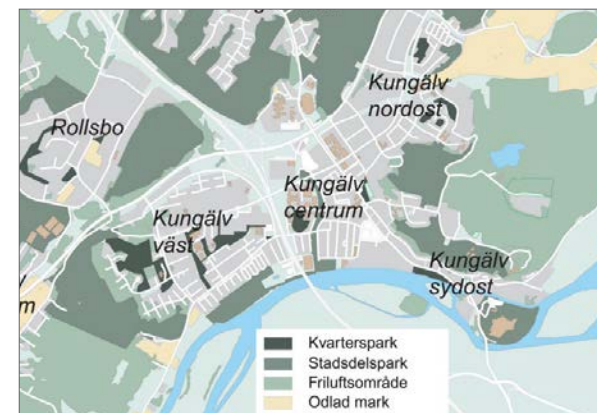 Kungälv
nordost
Rollsbo
Kungälv
centrum
Kungälv
väst
Kungälv
sydost
m
Kvarterspark
Stadsdelspark
Friluftsområde
Odlad mark